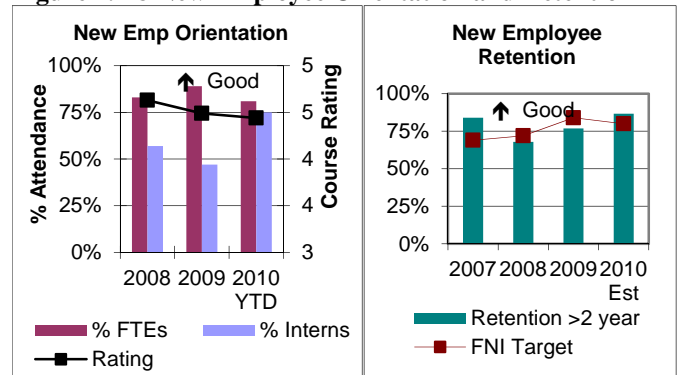 New Emp Orientation
100%
75%
50%
25%
0%
% Attendance
Good
5
5
4
4
3
Course Rating
2008 2009 2010
YTD
% FTEs
% Interns
Rating
New Employee
Retention
100%
75%
50%
25%
0%
Good
2007 2008 2009 2010
Est
Retention >2 year
FNI Target